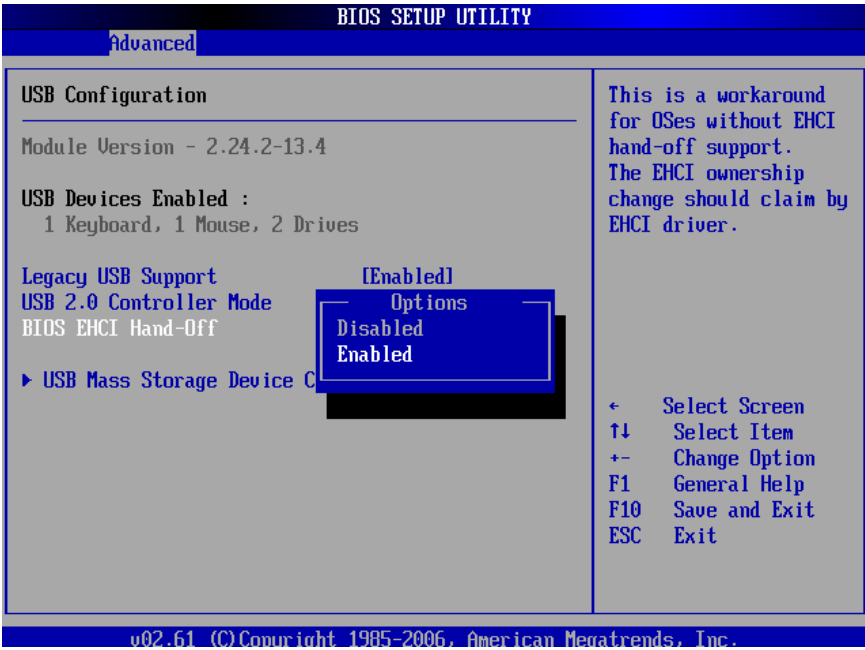 BIOS SETUP UTILITY
Advanced
USB Configuration
Module Version - 2.24.2-13.4
USB Devices Enabled :
1 Keyboard, 1 Mouse, 2 Drives
Legacy USB Support [Enabled]
USB 2.0 Controller Mode
BIOS EHCI Hand-Off
USB Mass Storage Device C
Options
Disabled
Enabled
This is a workaround
for OSes without EHCI
hand-off support.
The EHCI ownership
change should claim by
EHCI driver.
← Select Screen
↑↓ Select Item
+- Change Option
F1 General Help
F10 Save and Exit
ESC Exit
v02.61 (C)Copyright 1985-2006, American Megatrends, Inc.